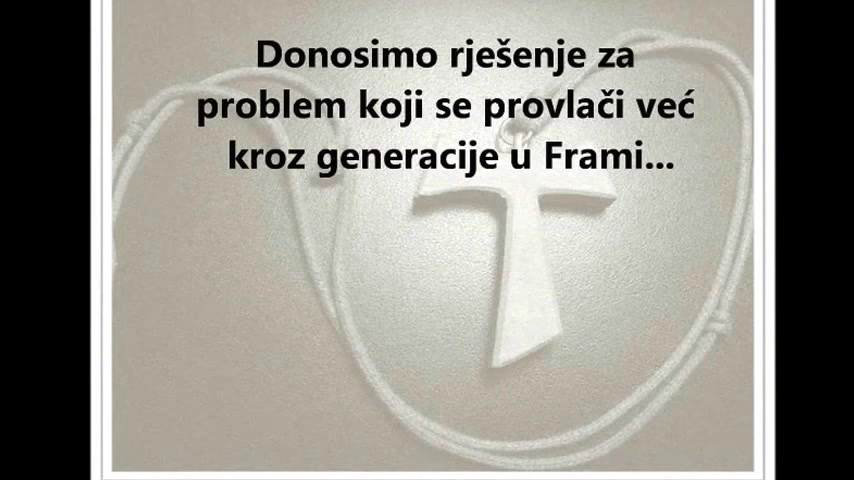 Donosimo rješenje za
problem koji se provlači već
kroz generacije u Frami...